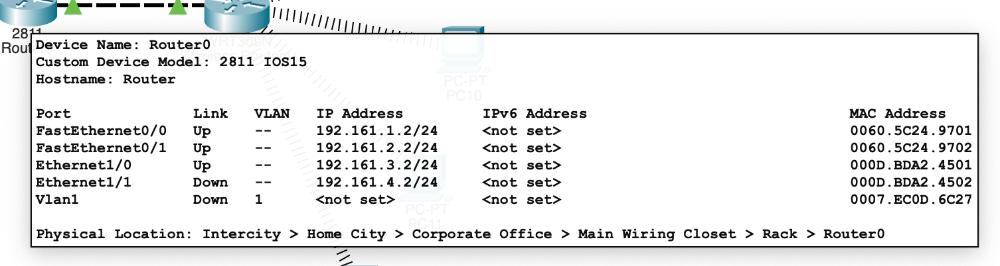 2811
Rout
WRT300N
Wireless Router
Device Name: Router0
Custom Device Model: 2811 IOS15
Hostname: Router
PC-PT
PC10
Port Link VLAN IP Address IPv6 Address MAC Address
FastEthernet0/0 Up -- 192.161.1.2/24 <not set> 0060.5C24.9701
FastEthernet0/1 Up -- 192.161.2.2/24 <not set> 0060.5C24.9702
Ethernet1/0 Up -- 192.161.3.2/24 <not set> 000D.BDA2.4501
Ethernet1/1 Down -- 192.161.4.2/24 <not set> 000D.BDA2.4502
Vlan1 Down 1 <not set> <not set> 0007.EC0D.6C27
PC-PT
PC11
Physical Location: Intercity > Home City > Corporate Office > Main Wiring Closet > Rack > Router0